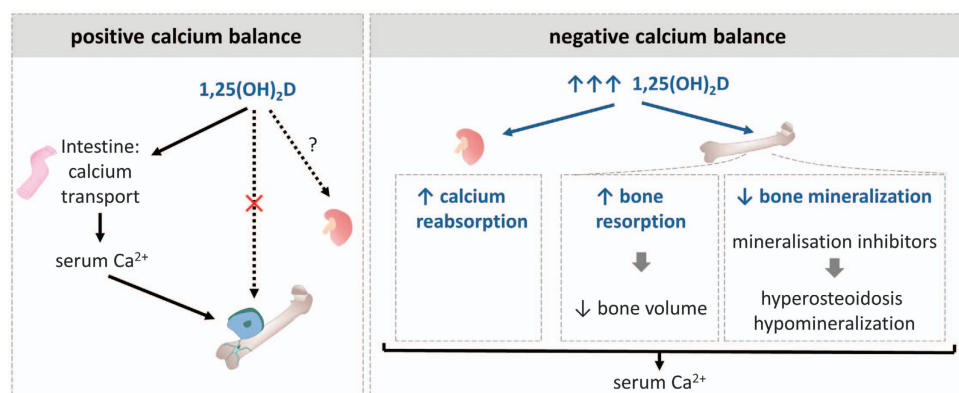 positive calcium balance
1,25(OH)₂D
?
Intestine:
calcium
transport
serum Ca²⁺
negative calcium balance
↑↑↑ 1,25(OH)₂D
↑ calcium
reabsorption
↑ bone
resorption
↓ bone volume
↓ bone mineralization
mineralisation inhibitors
hyperosteoidosis
hypomineralization
serum Ca²⁺